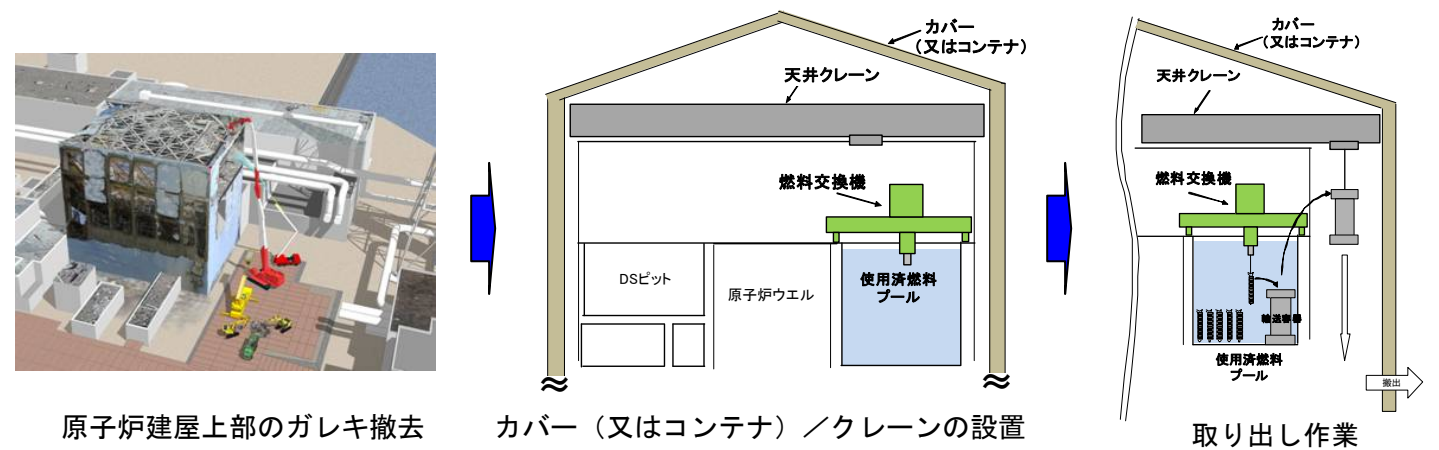 カバー
（又はコンテナ）
天井クレーン
燃料交換機
DSピット
原子炉ウエル
使用済燃料
プール
カバー
（又はコンテナ）
天井クレーン
燃料交換機
輸送容器
使用済燃料
プール
搬出
原子炉建屋上部のガレキ撤去
カバー（又はコンテナ）／クレーンの設置
取り出し作業